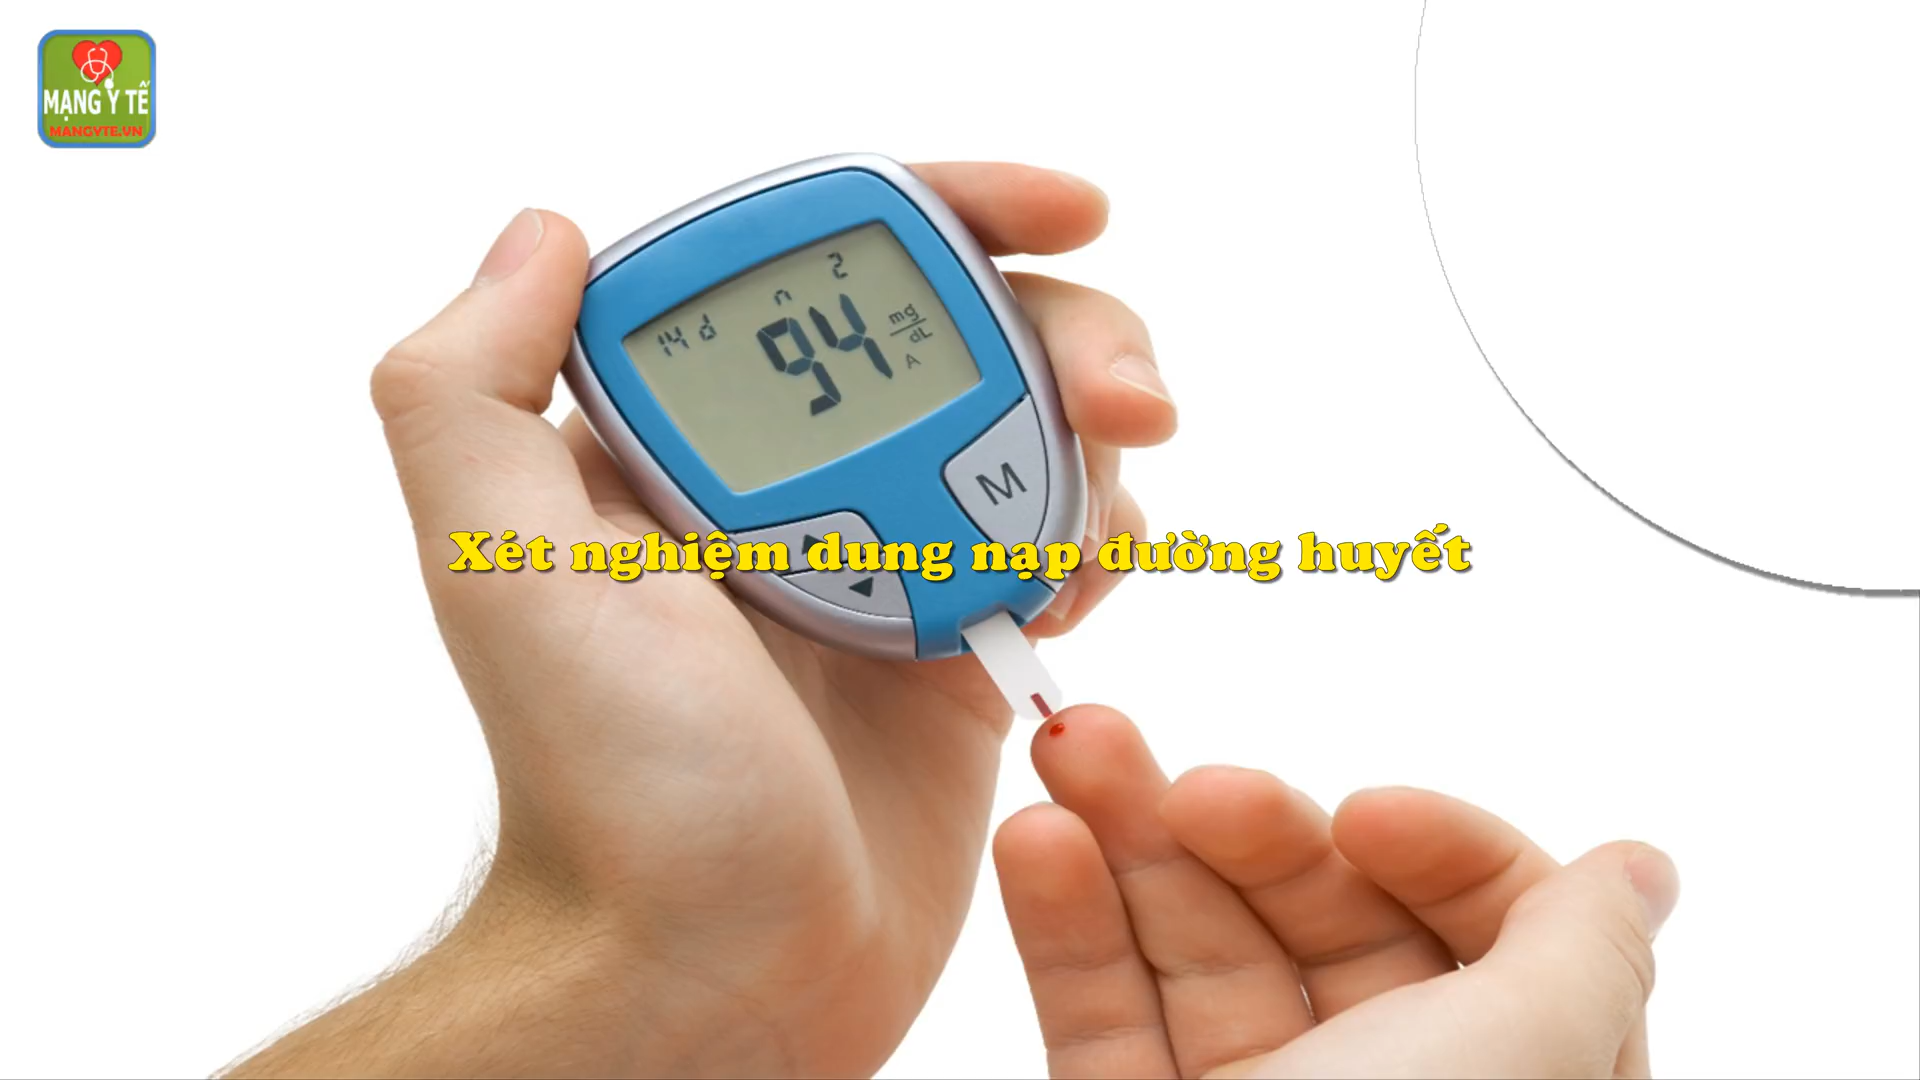 MẠNG Y TẾ
MANGYTE.VN
2
n
14 d
94
mg
dL
A
M
Xét nghiệm dung nạp đường huyết